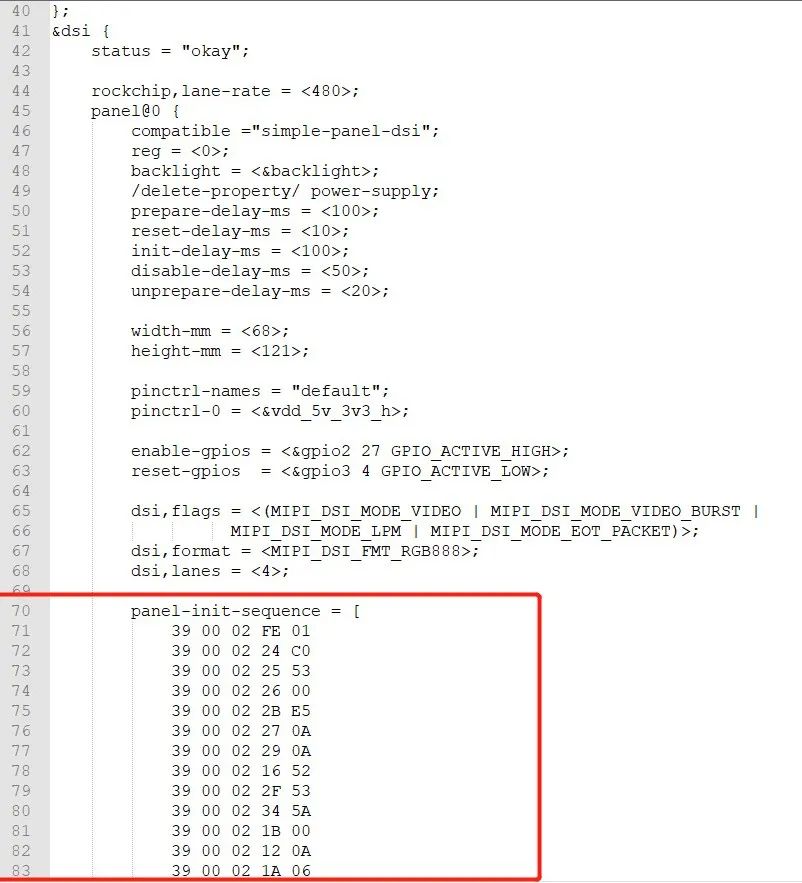 40 };
41 &dsi {
42 status = "okay";
43
44 rockchip,lane-rate = <480>;
45 panel@0 {
46 compatible ="simple-panel-dsi";
47 reg = <0>;
48 backlight = <&backlight>;
49 /delete-property/ power-supply;
50 prepare-delay-ms = <100>;
51 reset-delay-ms = <10>;
52 init-delay-ms = <100>;
53 disable-delay-ms = <50>;
54 unprepare-delay-ms = <20>;
55
56 width-mm = <68>;
57 height-mm = <121>;
58
59 pinctrl-names = "default";
60 pinctrl-0 = <&vdd_5v_3v3_h>;
61
62 enable-gpios = <&gpio2 27 GPIO_ACTIVE_HIGH>;
63 reset-gpios  = <&gpio3 4 GPIO_ACTIVE_LOW>;
64
65 dsi,flags = <(MIPI_DSI_MODE_VIDEO | MIPI_DSI_MODE_VIDEO_BURST |
66 MIPI_DSI_MODE_LPM | MIPI_DSI_MODE_EOT_PACKET)>;
67 dsi,format = <MIPI_DSI_FMT_RGB888>;
68 dsi,lanes = <4>;
69
70 panel-init-sequence = [
71 39 00 02 FE 01
72 39 00 02 24 C0
73 39 00 02 25 53
74 39 00 02 26 00
75 39 00 02 2B E5
76 39 00 02 27 0A
77 39 00 02 29 0A
78 39 00 02 16 52
79 39 00 02 2F 53
80 39 00 02 34 5A
81 39 00 02 1B 00
82 39 00 02 12 0A
83 39 00 02 1A 06